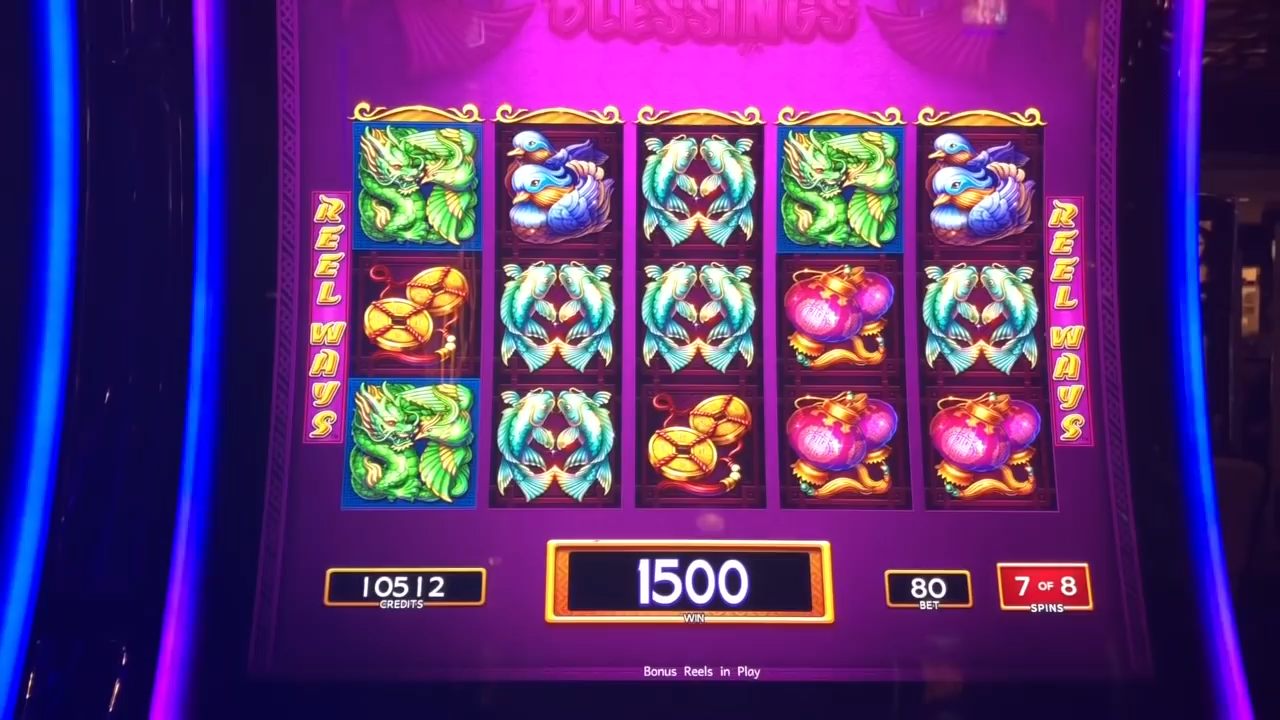 BLESSINGS
REEL WAYS
REEL WAYS
10512
CREDITS
1500
WIN
80
BET
7 OF 8
SPINS
Bonus Reels in Play